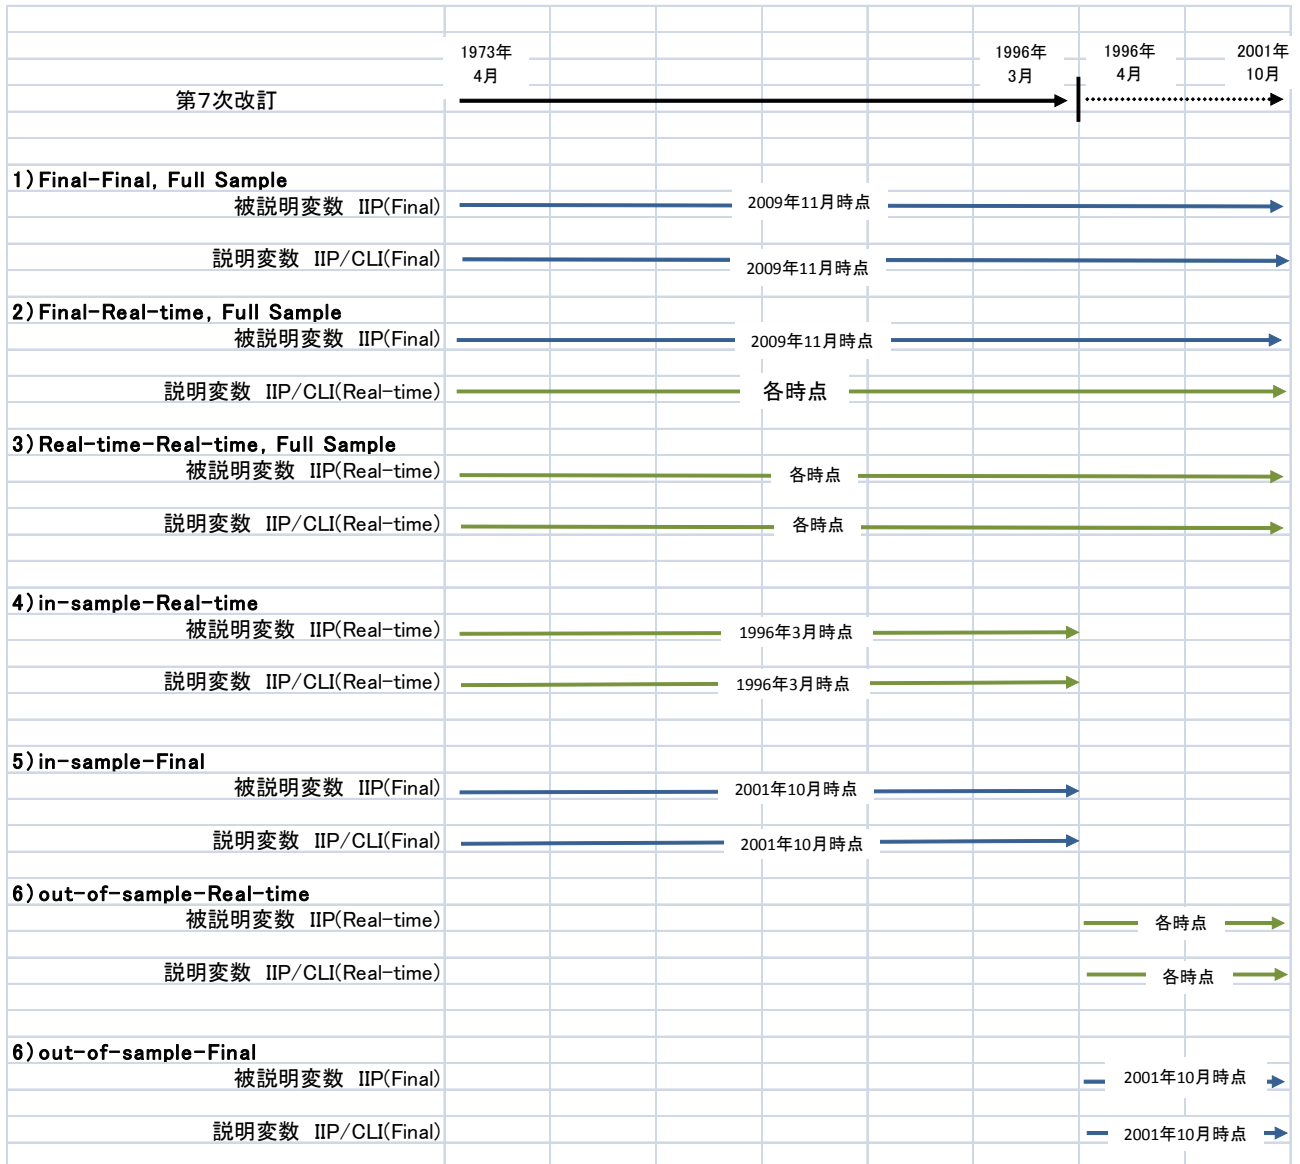 1973年
4月
1996年
3月
1996年
4月
2001年
10月
第7次改訂
1)Final-Final, Full Sample
被説明変数 IIP(Final)
2009年11月時点
説明変数 IIP/CLI(Final)
2009年11月時点
2)Final-Real-time, Full Sample
被説明変数 IIP(Final)
2009年11月時点
説明変数 IIP/CLI(Real-time)
各時点
3)Real-time-Real-time, Full Sample
被説明変数 IIP(Real-time)
各時点
説明変数 IIP/CLI(Real-time)
各時点
4)in-sample-Real-time
被説明変数 IIP(Real-time)
1996年3月時点
説明変数 IIP/CLI(Real-time)
1996年3月時点
5)in-sample-Final
被説明変数 IIP(Final)
2001年10月時点
説明変数 IIP/CLI(Final)
2001年10月時点
6)out-of-sample-Real-time
被説明変数 IIP(Real-time)
各時点
説明変数 IIP/CLI(Real-time)
各時点
6)out-of-sample-Final
被説明変数 IIP(Final)
2001年10月時点
説明変数 IIP/CLI(Final)
2001年10月時点